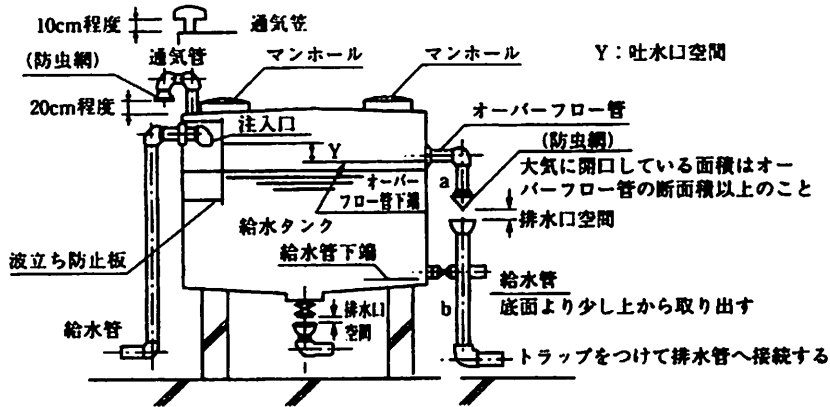 10cm程度
通気笠
通気管
(防虫網)
20cm程度
マンホール
マンホール
Y：吐水口空間
注入口
オーバーフロー管
(防虫網)
大気に開口している面積はオー
バーフロー管の断面積以上のこと
Y
a
オーバー
フロー管下端
排水口空間
給水タンク
波立ち防止板
給水管下端
給水管
底面より少し上から取り出す
b
排水口
空間
給水管
トラップをつけて排水管へ接続する